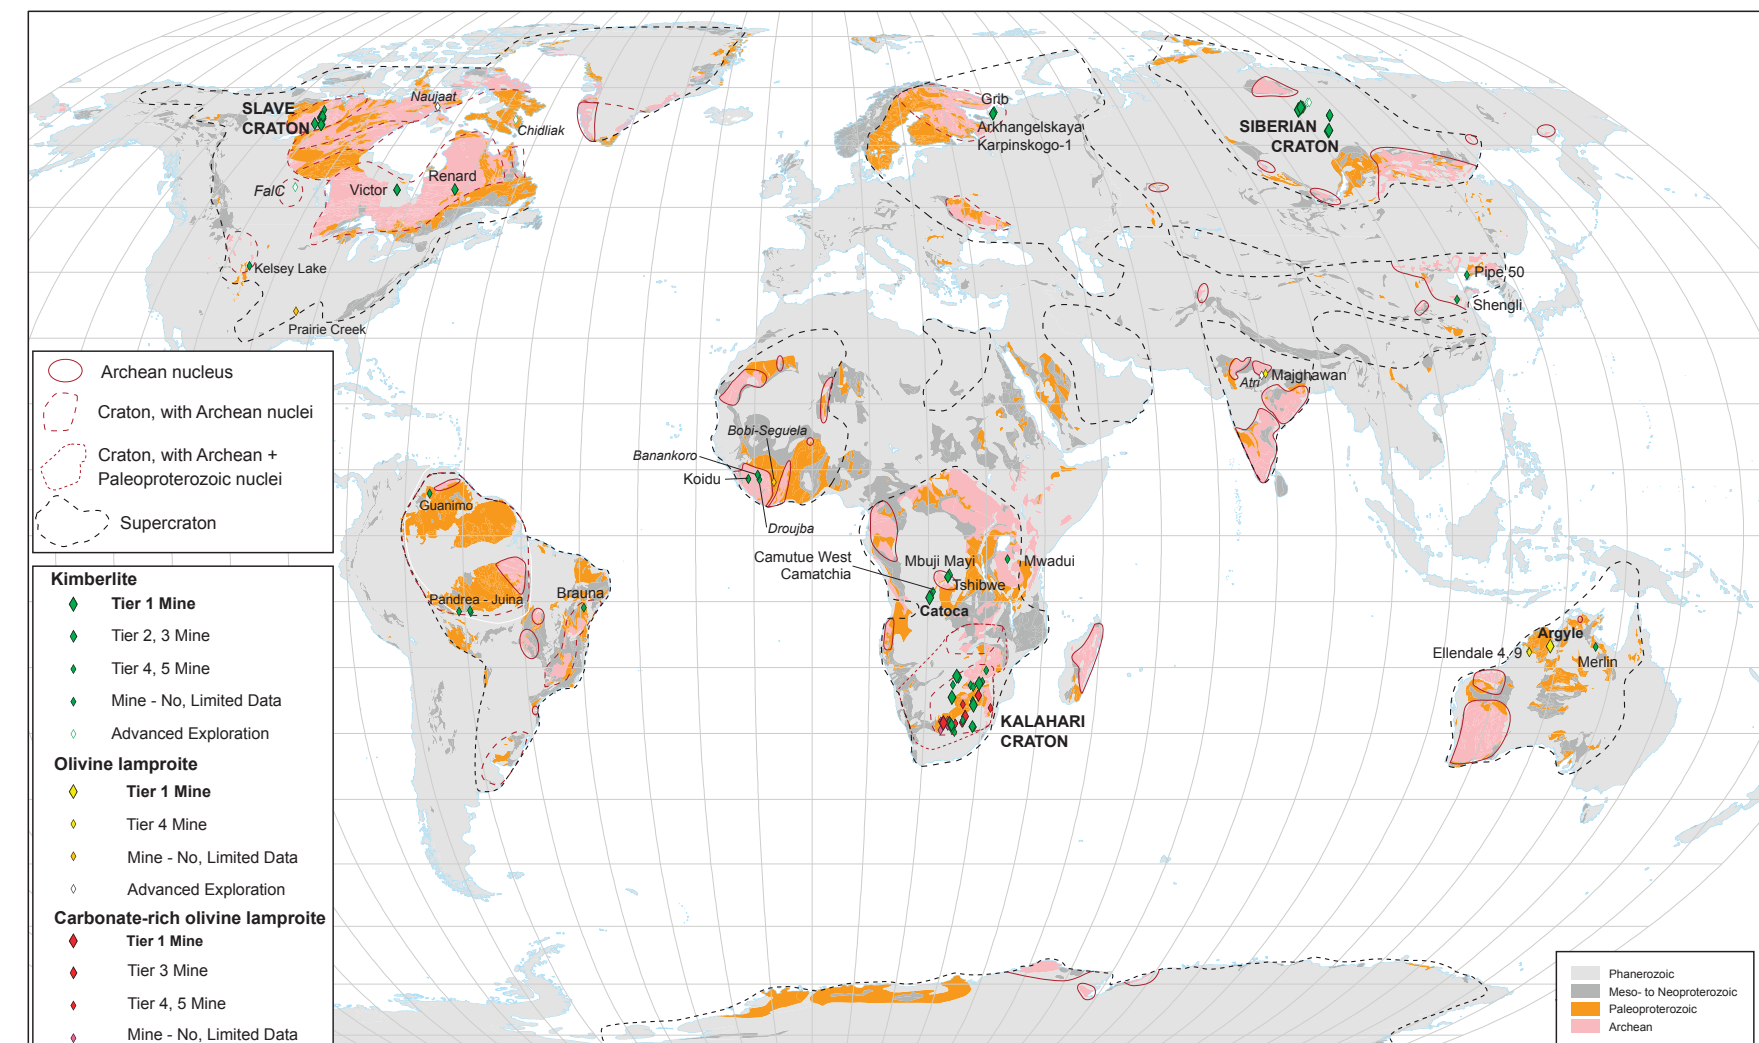 Naujaat
SLAVE
CRATON
Chidliak
Grib
Arkhangelskaya
Karpinskogo-1
SIBERIAN
CRATON
FalC
Victor
Renard
Kelsey Lake
Prairie Creek
Pipe 50
Shengli
Atri
Majghawan
Bobi-Seguela
Banankoro
Koidu
Droujba
Guanimo
Pandrea - Juina
Brauna
Camutue West
Camatchia
Mbuji Mayi
Tshibwe
Catoca
Mwadui
KALAHARI
CRATON
Argyle
Ellendale 4, 9
Merlin
Archean nucleus
Craton, with Archean nuclei
Craton, with Archean +
Paleoproterozoic nuclei
Supercraton
Kimberlite
Tier 1 Mine
Tier 2, 3 Mine
Tier 4, 5 Mine
Mine - No, Limited Data
Advanced Exploration
Olivine lamproite
Tier 1 Mine
Tier 4 Mine
Mine - No, Limited Data
Advanced Exploration
Carbonate-rich olivine lamproite
Tier 1 Mine
Tier 3 Mine
Tier 4, 5 Mine
Mine - No, Limited Data
Phanerozoic
Meso- to Neoproterozoic
Paleoproterozoic
Archean